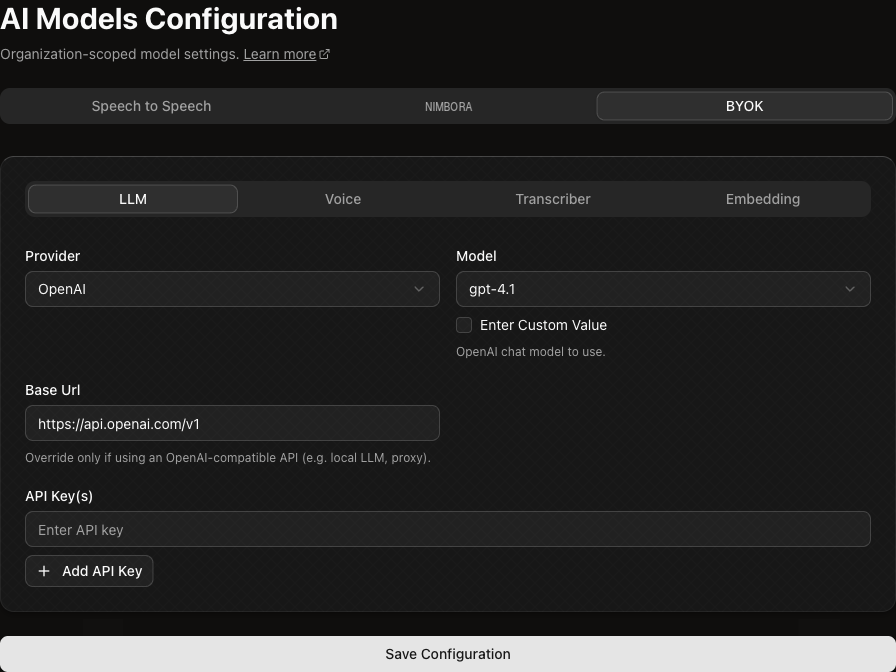 AI Models Configuration
Organization-scoped model settings. Learn more
Speech to Speech
NIMBORA
BYOK
LLM
Voice
Transcriber
Embedding
Provider
Model
OpenAI
gpt-4.1
Enter Custom Value
OpenAI chat model to use.
Base Url
https://api.openai.com/v1
Override only if using an OpenAI-compatible API (e.g. local LLM, proxy).
API Key(s)
Enter API key
+ Add API Key
Save Configuration